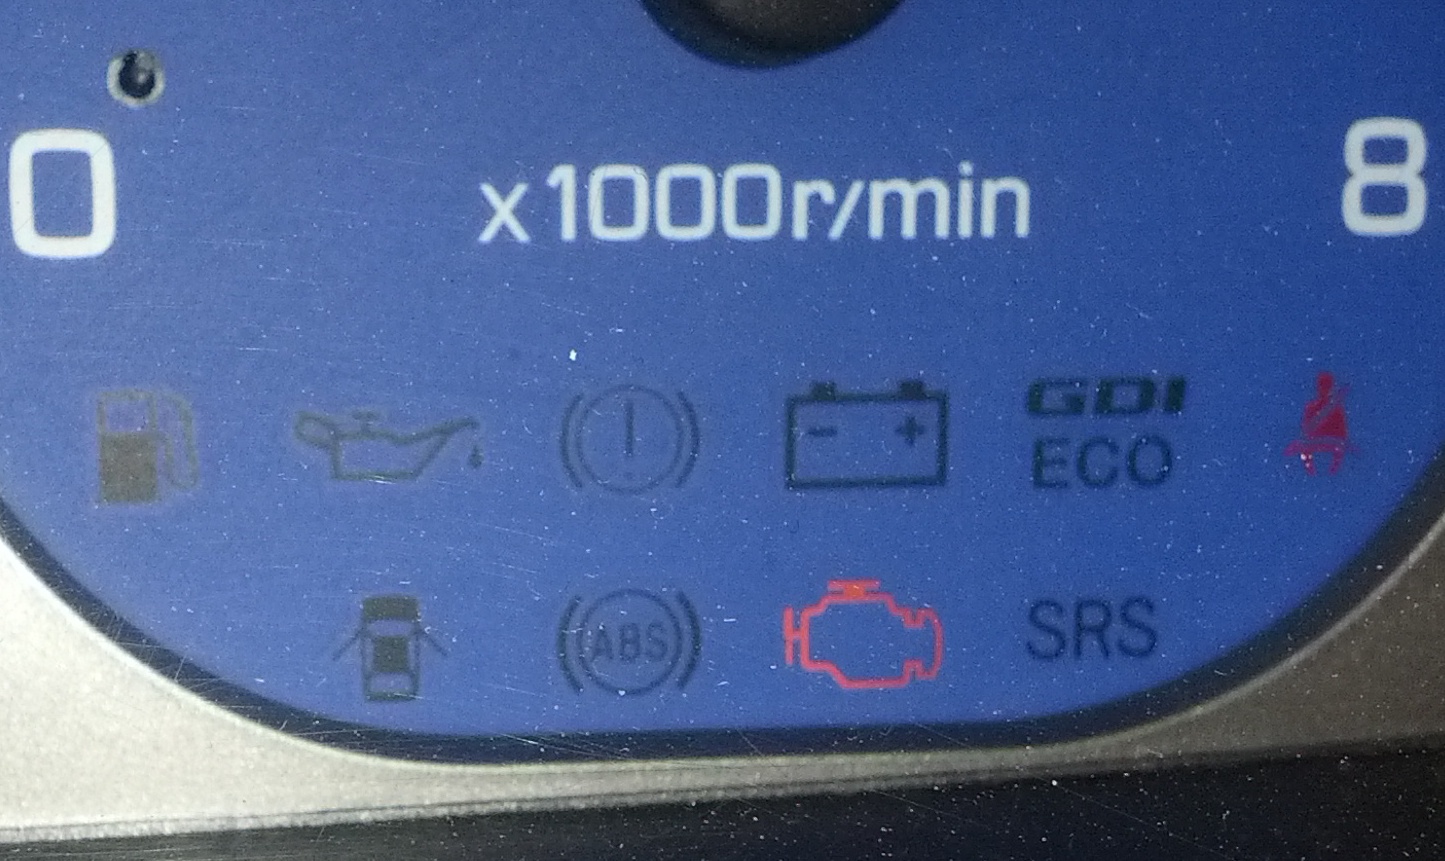 0
x1000r/min
8
GDI
ECO
ABS
SRS